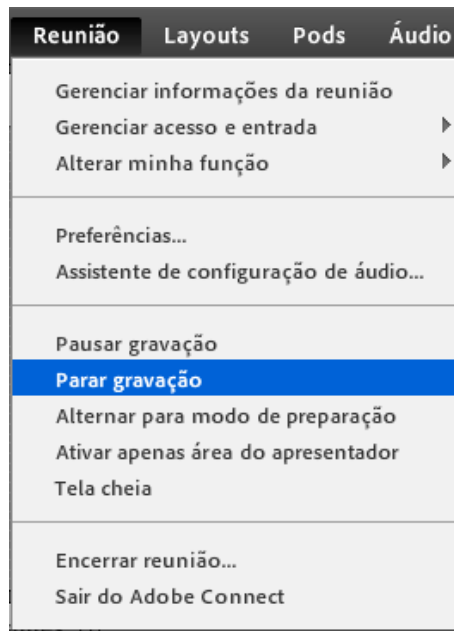 Reunião Layouts Pods Áudio
Gerenciar informações da reunião
Gerenciar acesso e entrada
Alterar minha função
Preferências...
Assistente de configuração de áudio...
Pausar gravação
Parar gravação
Alternar para modo de preparação
Ativar apenas área do apresentador
Tela cheia
Encerrar reunião...
Sair do Adobe Connect